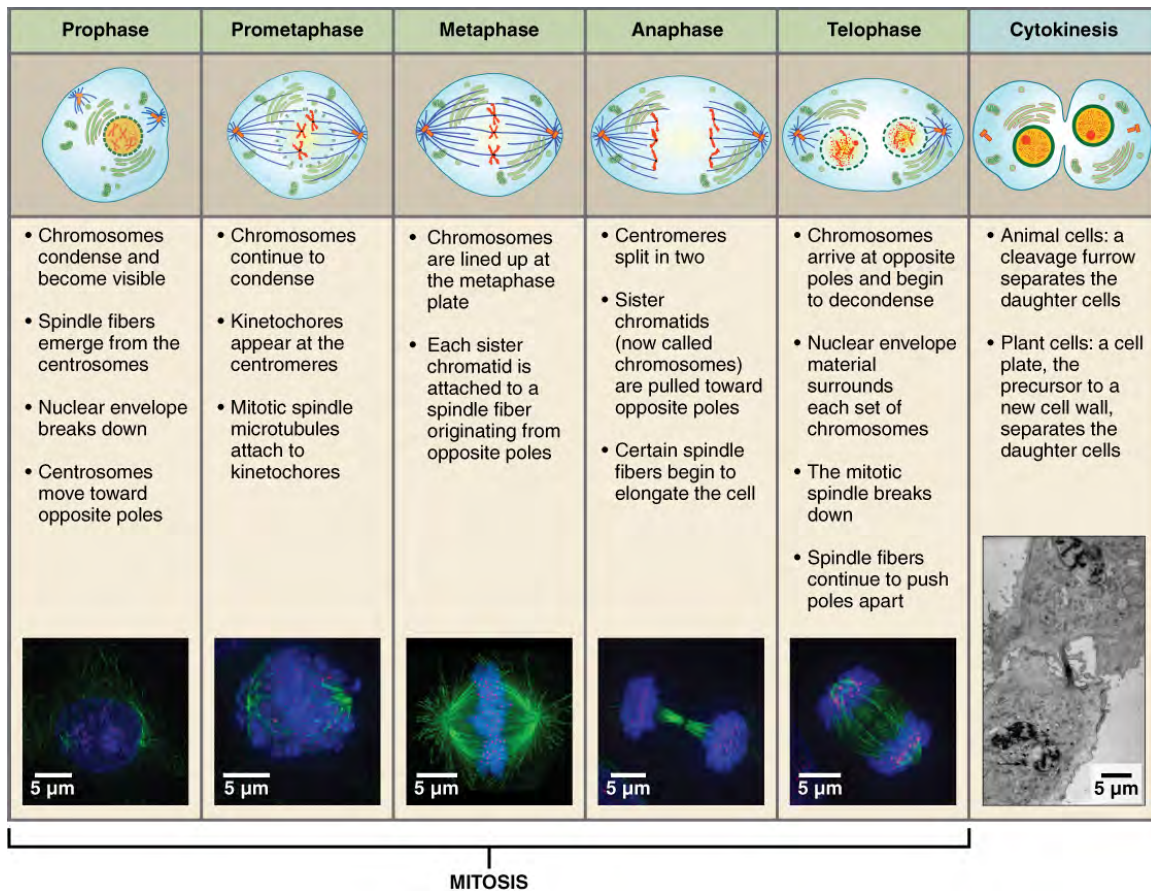 Prophase
Prometaphase
Metaphase
Anaphase
Telophase
Cytokinesis
• Chromosomes
condense and
become visible
• Spindle fibers
emerge from the
centrosomes
• Nuclear envelope
breaks down
• Centrosomes
move toward
opposite poles
• Chromosomes
continue to
condense
• Kinetochores
appear at the
centromeres
• Mitotic spindle
microtubules
attach to
kinetochores
• Chromosomes
are lined up at
the metaphase
plate
• Each sister
chromatid is
attached to a
spindle fiber
originating from
opposite poles
• Centromeres
split in two
• Sister
chromatids
(now called
chromosomes)
are pulled toward
opposite poles
• Certain spindle
fibers begin to
elongate the cell
• Chromosomes
arrive at opposite
poles and begin
to decondense
• Nuclear envelope
material
surrounds
each set of
chromosomes
• The mitotic
spindle breaks
down
• Spindle fibers
continue to push
poles apart
• Animal cells: a
cleavage furrow
separates the
daughter cells
• Plant cells: a cell
plate, the
precursor to a
new cell wall,
separates the
daughter cells
5 μm
5 μm
5 μm
5 μm
5 μm
5 μm
MITOSIS